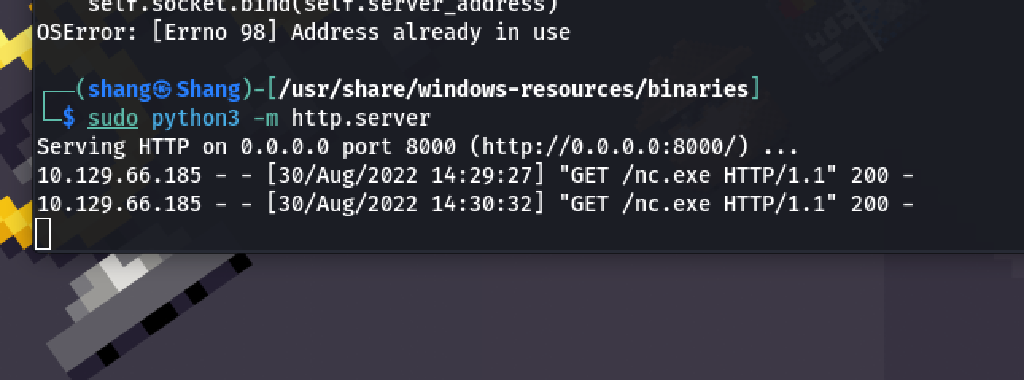 self.socket.bind(self.server_address)
OSError: [Errno 98] Address already in use
┌──(shang㉿Shang)-[/usr/share/windows-resources/binaries]
└─$ sudo python3 -m http.server
Serving HTTP on 0.0.0.0 port 8000 (http://0.0.0.0:8000/) ...
10.129.66.185 - - [30/Aug/2022 14:29:27] "GET /nc.exe HTTP/1.1" 200 -
10.129.66.185 - - [30/Aug/2022 14:30:32] "GET /nc.exe HTTP/1.1" 200 -